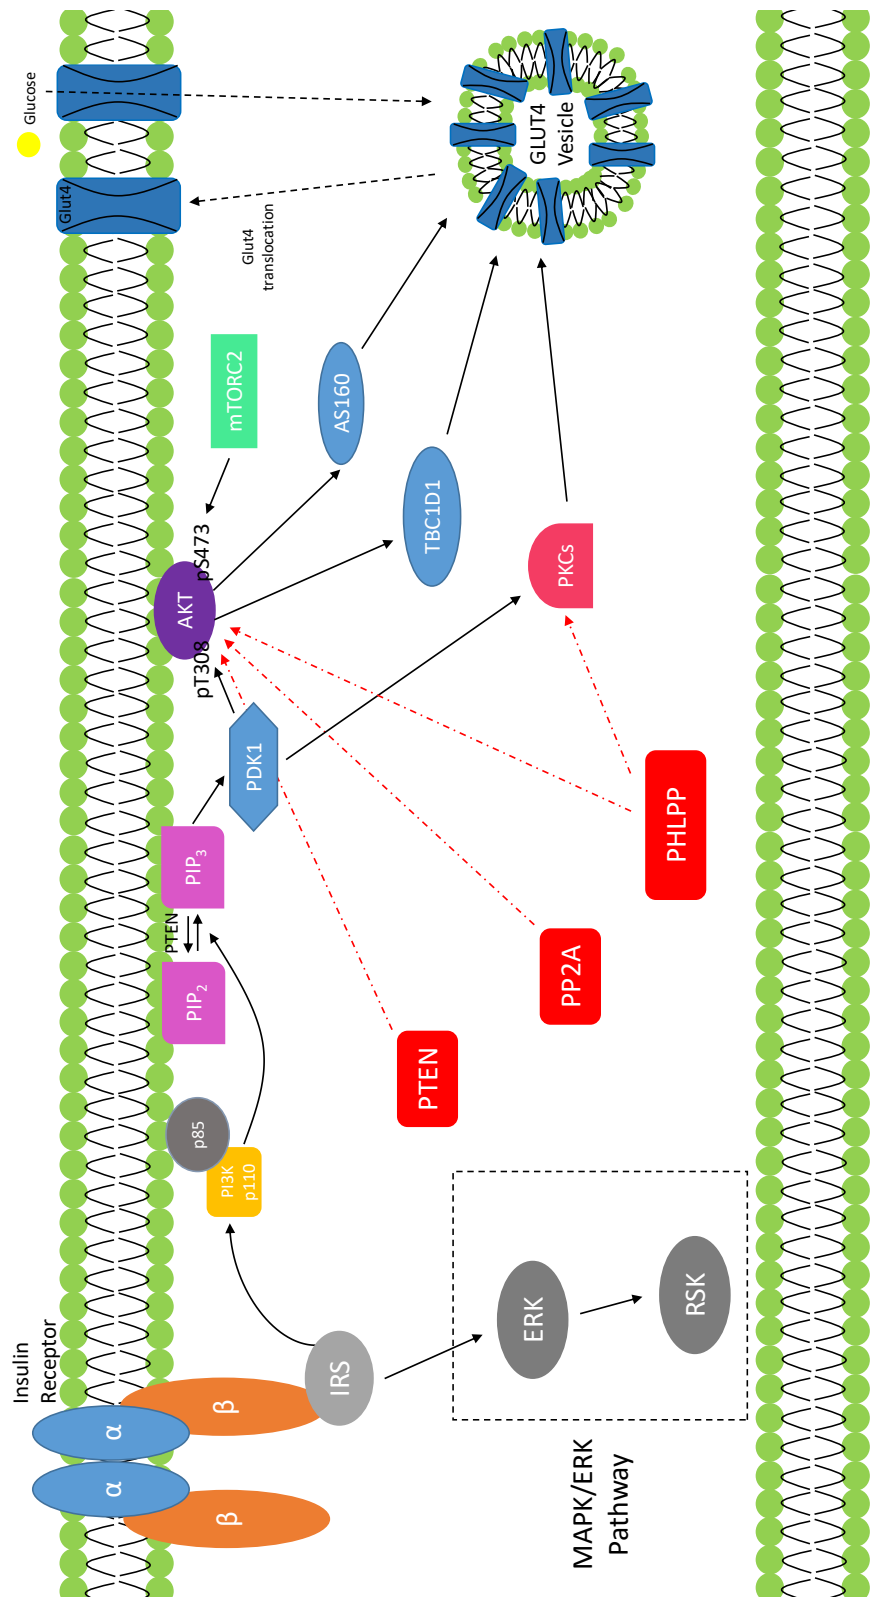 Insulin
Receptor
α
α
β
β
IRS
PI3K
p110
p85
PIP2
PTEN
PIP3
PDK1
pT308
AKT
pS473
mTORC2
AS160
TBC1D1
PKCs
Glut4
translocation
Glut4
Glucose
GLUT4
Vesicle
PTEN
PP2A
PHLPP
ERK
RSK
MAPK/ERK
Pathway